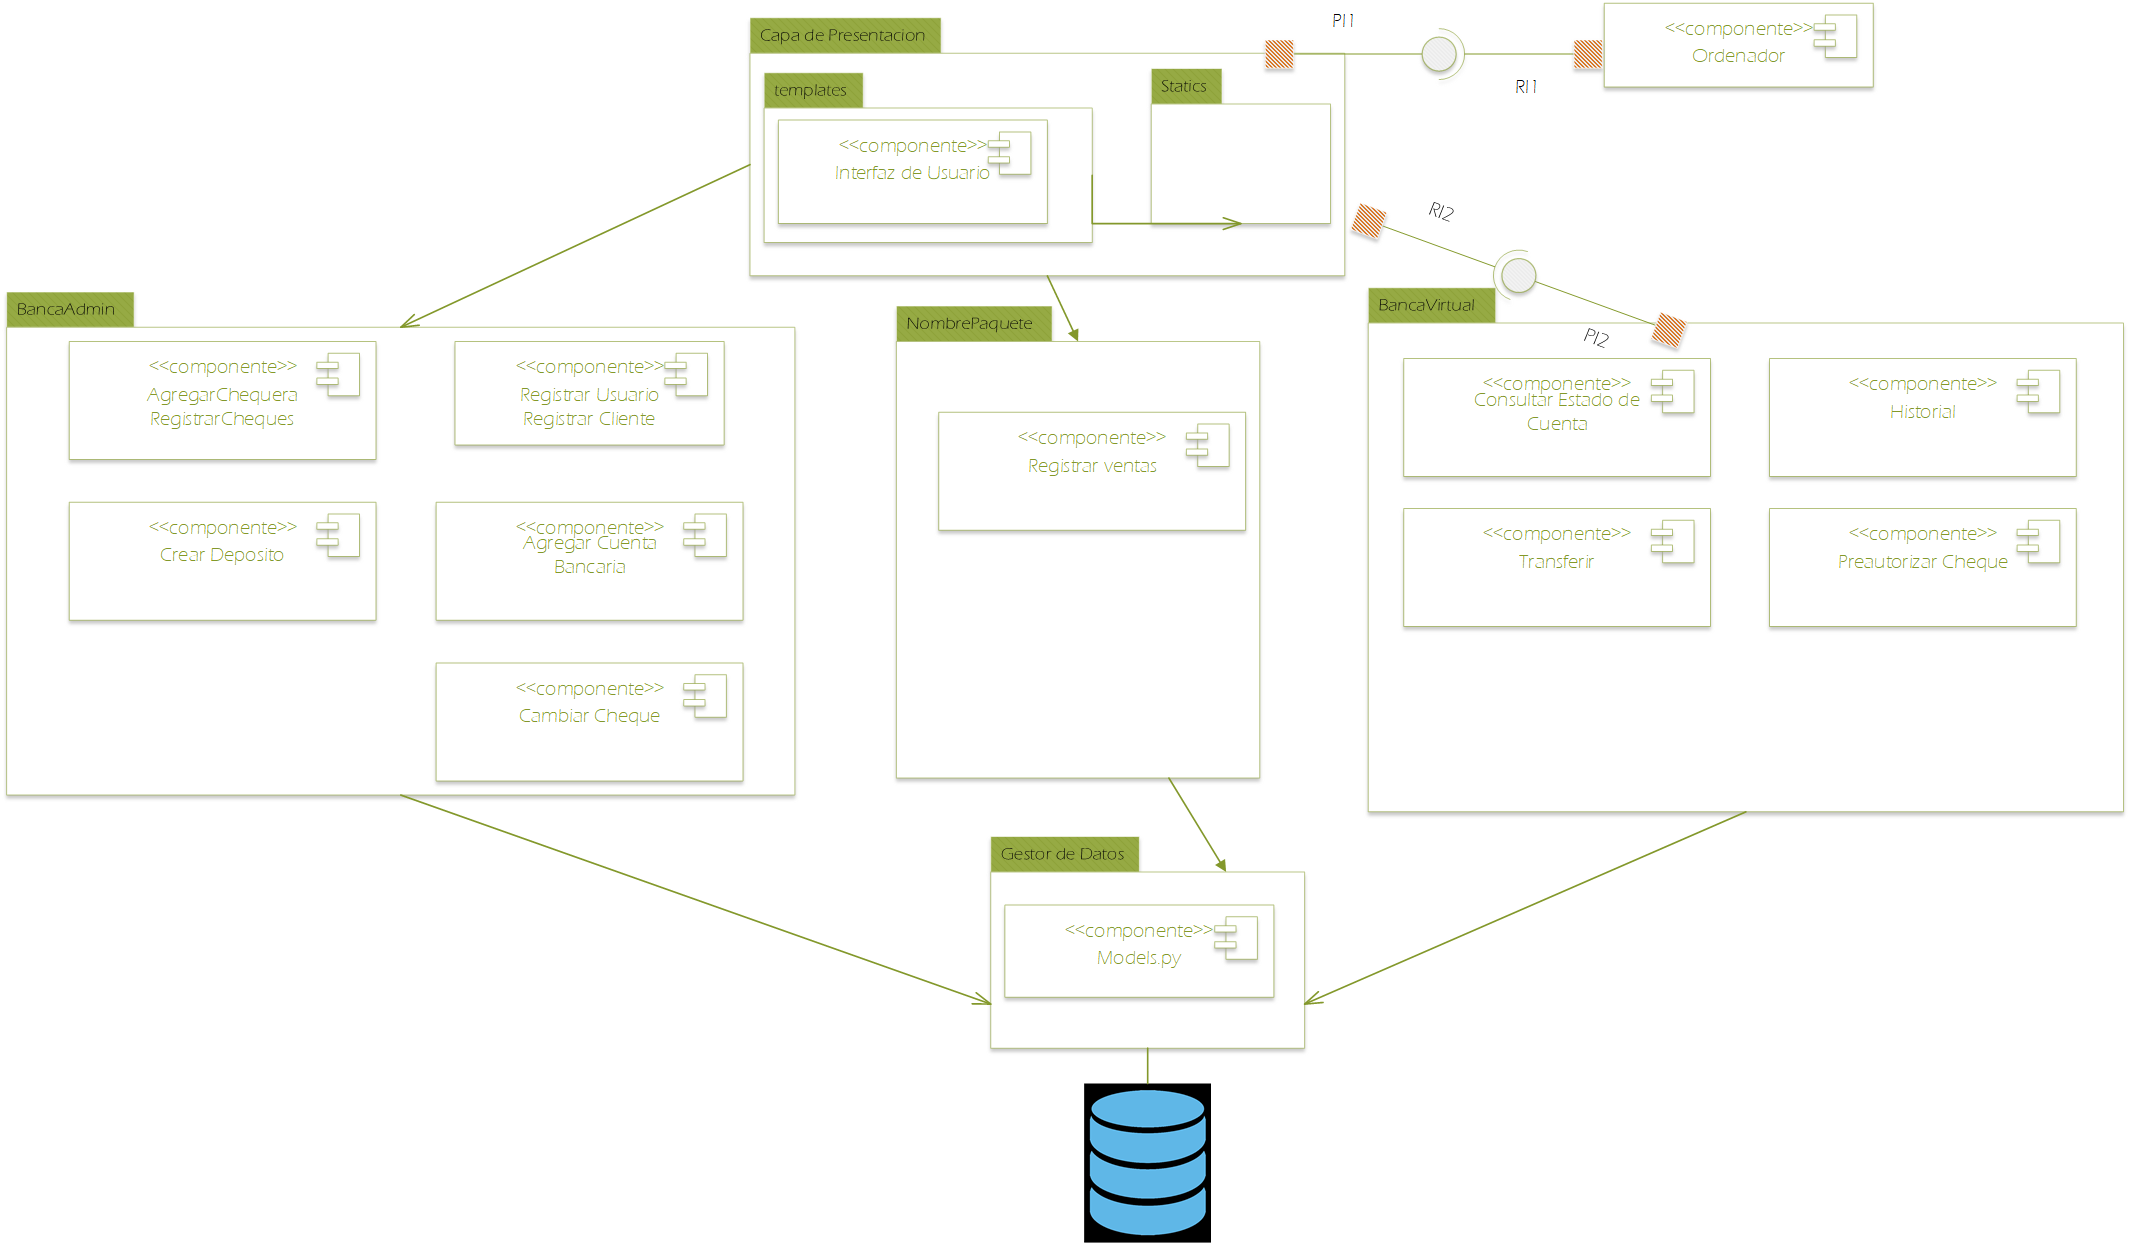 PI1
<<componente>>
Ordenador
RI1
Capa de Presentacion
templates
<<componente>>
Interfaz de Usuario
Statics
RI2
PI2
BancaAdmin
<<componente>>
AgregarChequera
RegistrarCheques
<<componente>>
Registrar Usuario
Registrar Cliente
<<componente>>
Crear Deposito
<<componente>>
Agregar Cuenta
Bancaria
<<componente>>
Cambiar Cheque
NombrePaquete
<<componente>>
Registrar ventas
BancaVirtual
<<componente>>
Consultar Estado de
Cuenta
<<componente>>
Historial
<<componente>>
Transferir
<<componente>>
Preautorizar Cheque
Gestor de Datos
<<componente>>
Models.py